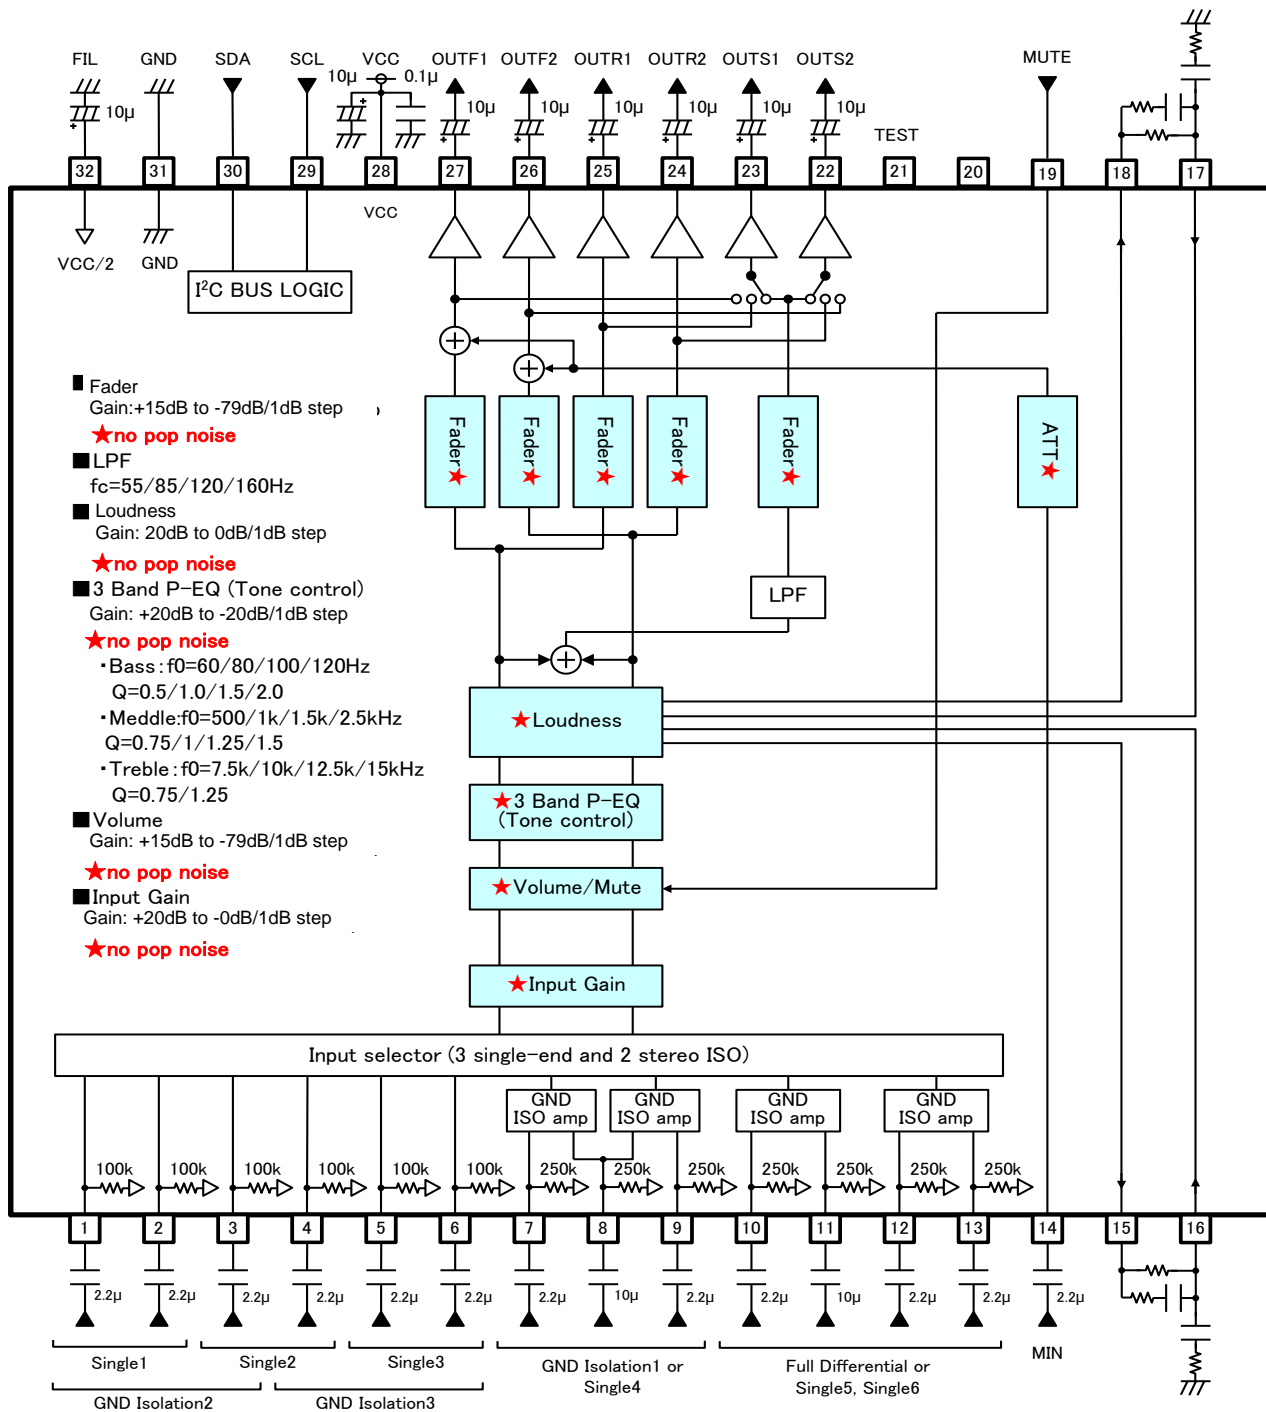 FIL GND SDA SCL VCC OUTF1 OUTF2 OUTR1 OUTR2 OUTS1 OUTS2 MUTE
10μ 10μ 0.1μ 10μ 10μ 10μ 10μ 10μ 10μ
TEST
32 31 30 29 28 27 26 25 24 23 22 21 20 19 18 17
VCC
VCC/2 GND
I²C BUS LOGIC
■ Fader
Gain:+15dB to -79dB/1dB step
★no pop noise
■LPF
fc=55/85/120/160Hz
■ Loudness
Gain: 20dB to 0dB/1dB step
★no pop noise
■3 Band P-EQ (Tone control)
Gain: +20dB to -20dB/1dB step
★no pop noise
・Bass:f0=60/80/100/120Hz
Q=0.5/1.0/1.5/2.0
・Meddle:f0=500/1k/1.5k/2.5kHz
Q=0.75/1/1.25/1.5
・Treble:f0=7.5k/10k/12.5k/15kHz
Q=0.75/1.25
■Volume
Gain: +15dB to -79dB/1dB step
★no pop noise
■Input Gain
Gain: +20dB to -0dB/1dB step
★no pop noise
Fader★ Fader★ Fader★ Fader★ Fader★ ATT★
LPF
★Loudness
★3 Band P-EQ
(Tone control)
★Volume/Mute
★Input Gain
Input selector (3 single-end and 2 stereo ISO)
GND GND GND GND
ISO amp ISO amp ISO amp ISO amp
100k 100k 100k 100k 100k 100k 250k 250k 250k 250k 250k 250k 250k
1 2 3 4 5 6 7 8 9 10 11 12 13 14 15 16
2.2μ 2.2μ 2.2μ 2.2μ 2.2μ 2.2μ 2.2μ 10μ 2.2μ 2.2μ 10μ 2.2μ 2.2μ 2.2μ
Single1 Single2 Single3 GND Isolation1 or Full Differential or MIN
Single4 Single5, Single6
GND Isolation2 GND Isolation3